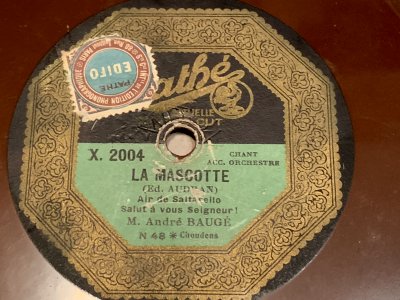 Pathé
EDIFO
PATHÉ
X. 2004
CHANT
ACC. ORCHESTRE
LA MASCOTTE
(Ed. AUDRAN)
Air de Saltarello
Salut à vous Seigneur!
M. André BAUGÉ
N 48 * Choudens